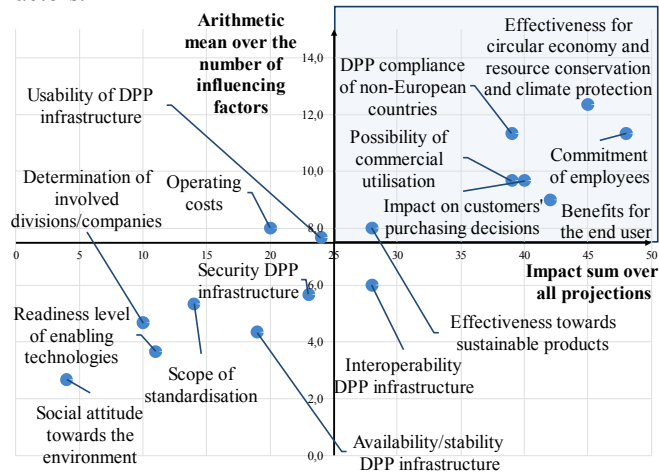 Arithmetic
mean over the
number of
influencing
factors
Effectiveness for
circular economy and
resource conservation
and climate protection
DPP compliance
of non-European
countries
Usability of DPP
infrastructure
Possibility of
commercial
utilisation
Commitment
of employees
Determination of
involved
divisions/companies
Operating
costs
Impact on customers'
purchasing decisions
Benefits for
the end user
14,0
12,0
10,0
8,0
6,0
4,0
2,0
0,0
0
5
10
15
20
25
30
35
40
45
50
Impact sum over
all projections
Security DPP
infrastructure
Readiness level
of enabling
technologies
Scope of
standardisation
Effectiveness towards
sustainable products
Interoperability
DPP infrastructure
Social attitude
towards the
environment
Availability/stability
DPP infrastructure